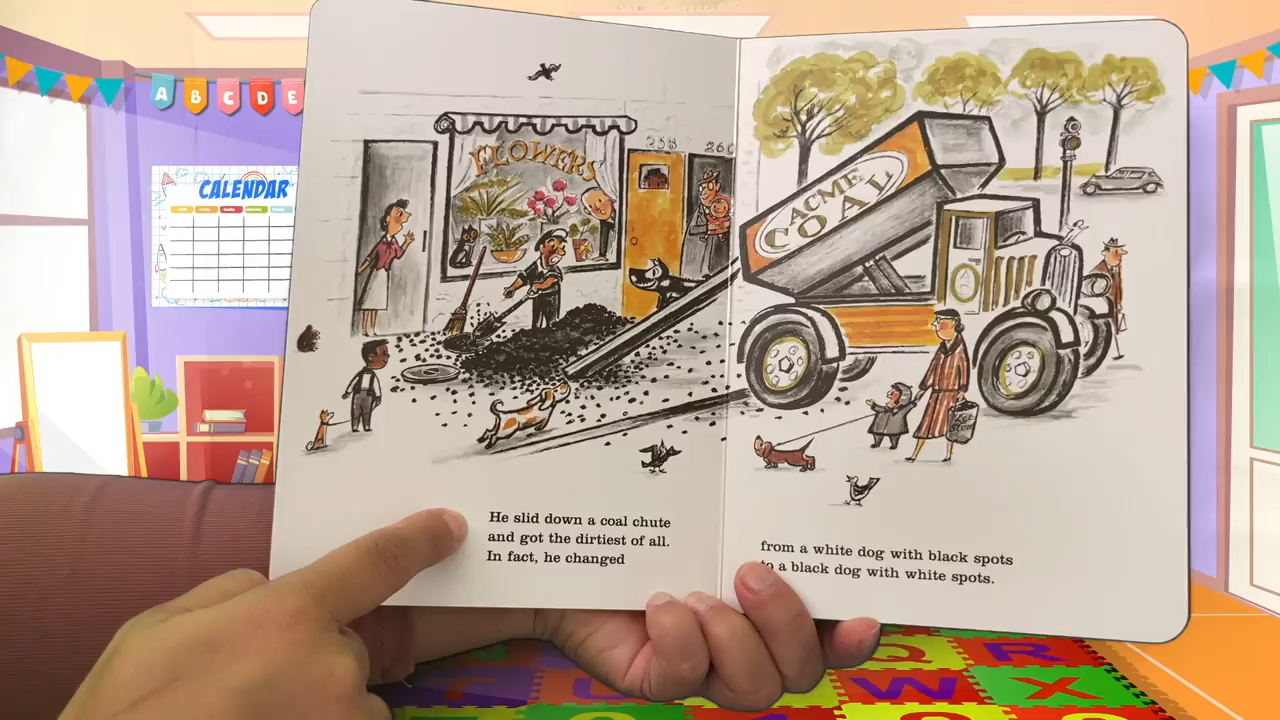 A B C D E
CALENDAR
FLOWERS
258 260
ACME
COAL
He slid down a coal chute
and got the dirtiest of all.
In fact, he changed
from a white dog with black spots
to a black dog with white spots.
Q R
U W X